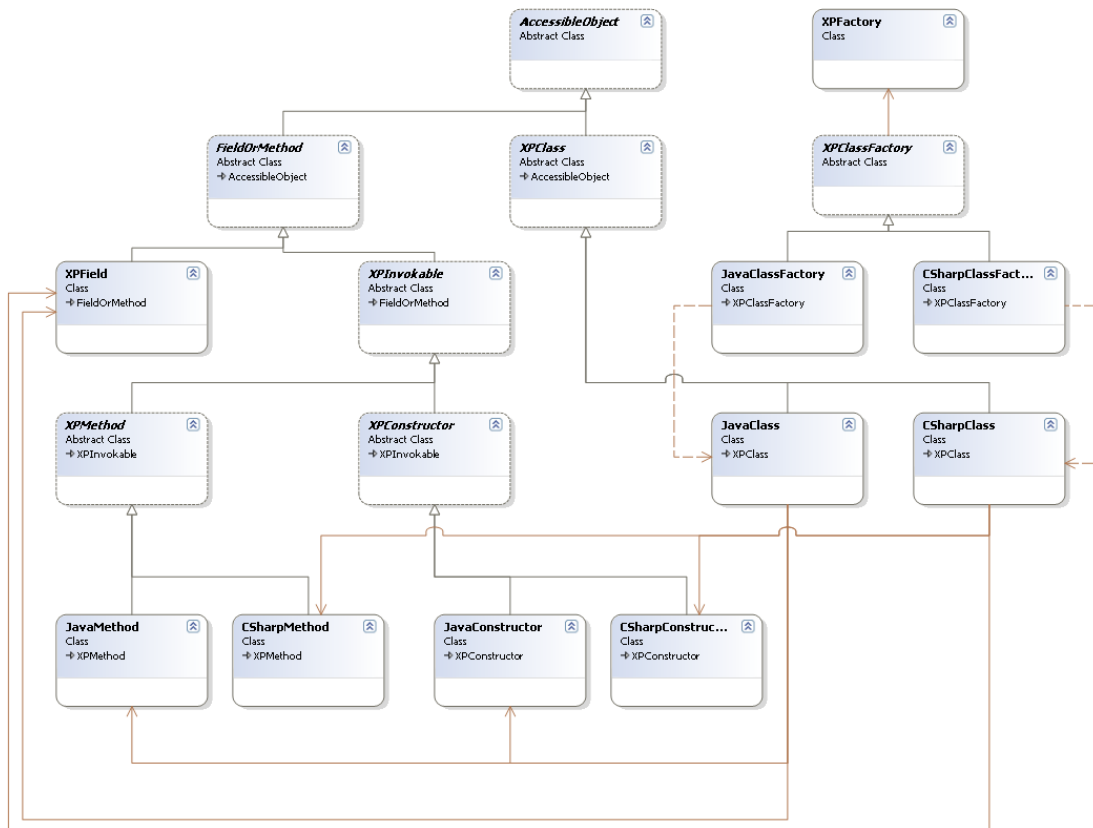 AccessibleObject
Abstract Class
XPFactory
Class
FieldOrMethod
Abstract Class
AccessibleObject
XPClass
Abstract Class
AccessibleObject
XPClassFactory
Abstract Class
XPField
Class
FieldOrMethod
XPInvokable
Abstract Class
FieldOrMethod
JavaClassFactory
Class
XPClassFactory
CSharpClassFact...
Class
XPClassFactory
XPMethod
Abstract Class
XPInvokable
XPConstructor
Abstract Class
XPInvokable
JavaClass
Class
XPClass
CSharpClass
Class
XPClass
JavaMethod
Class
XPMethod
CSharpMethod
Class
XPMethod
JavaConstructor
Class
XPConstructor
CSharpConstruc...
Class
XPConstructor